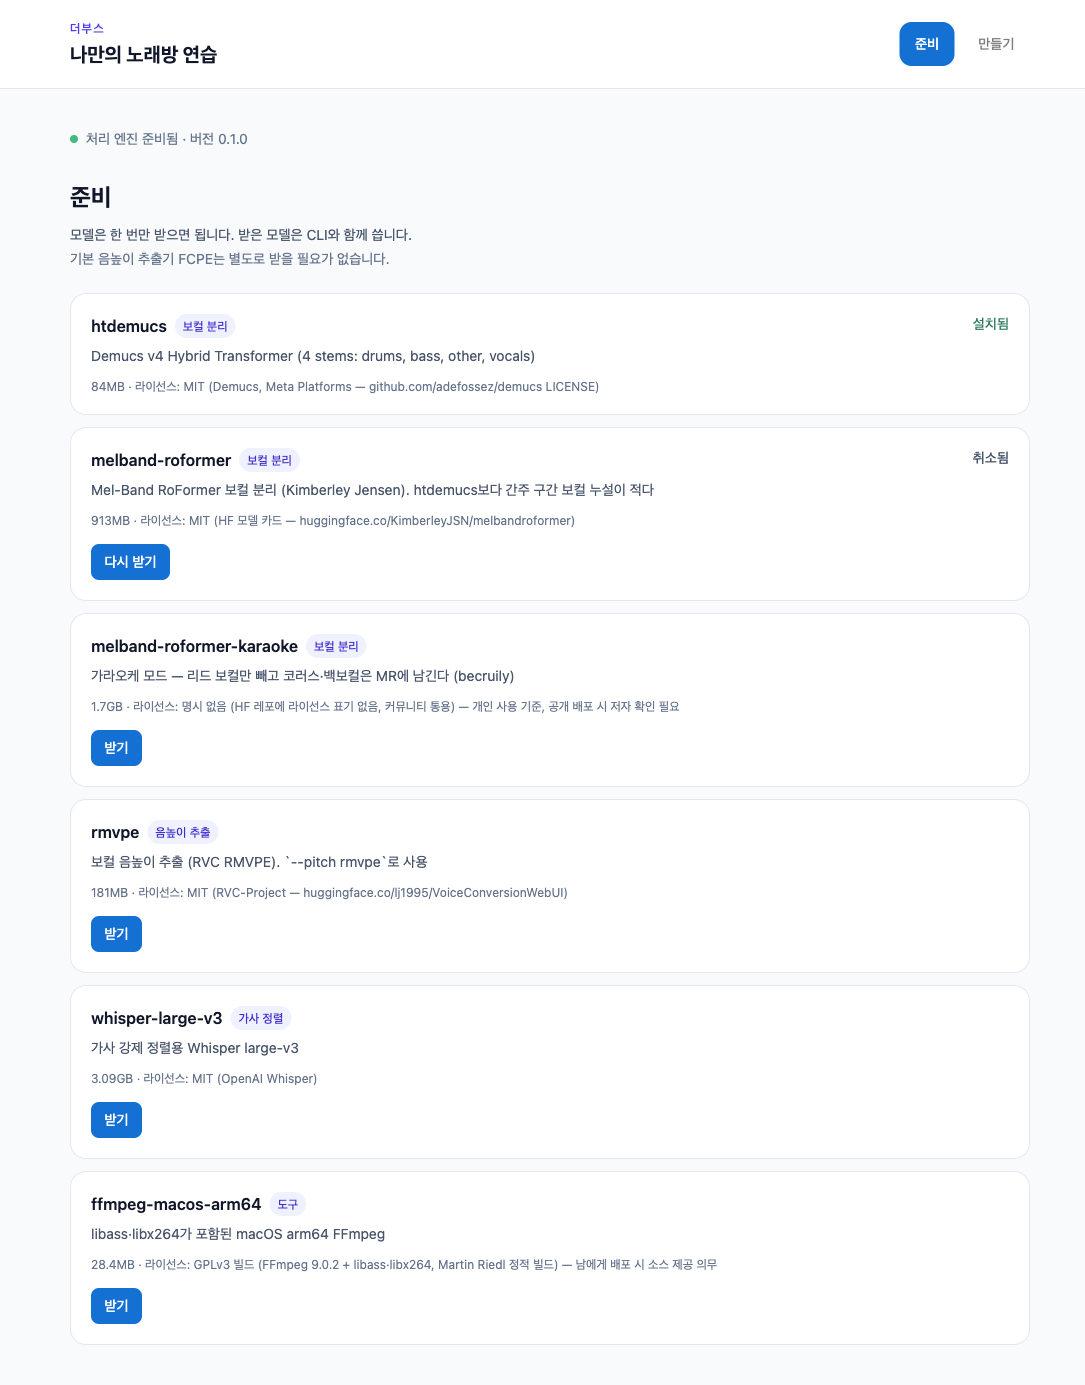 더부스
나만의 노래방 연습
준비
만들기
처리 엔진 준비됨 · 버전 0.1.0
준비
모델은 한 번만 받으면 됩니다. 받은 모델은 CLI와 함께 씁니다.
기본 음높이 추출기 FCPE는 별도로 받을 필요가 없습니다.
htdemucs 보컬 분리
설치됨
Demucs v4 Hybrid Transformer (4 stems: drums, bass, other, vocals)
84MB · 라이선스: MIT (Demucs, Meta Platforms — github.com/adefossez/demucs LICENSE)
melband-roformer 보컬 분리
취소됨
Mel-Band RoFormer 보컬 분리 (Kimberley Jensen). htdemucs보다 간주 구간 보컬 누설이 적다
913MB · 라이선스: MIT (HF 모델 카드 — huggingface.co/KimberleyJSN/melbandroformer)
다시 받기
melband-roformer-karaoke 보컬 분리
가라오케 모드 — 리드 보컬만 빼고 코러스·백보컬은 MR에 남긴다 (becruily)
1.7GB · 라이선스: 명시 없음 (HF 레포에 라이선스 표기 없음, 커뮤니티 통용) — 개인 사용 기준, 공개 배포 시 저자 확인 필요
받기
rmvpe 음높이 추출
보컬 음높이 추출 (RVC RMVPE). `--pitch rmvpe`로 사용
181MB · 라이선스: MIT (RVC-Project — huggingface.co/lj1995/VoiceConversionWebUI)
받기
whisper-large-v3 가사 정렬
가사 강제 정렬용 Whisper large-v3
3.09GB · 라이선스: MIT (OpenAI Whisper)
받기
ffmpeg-macos-arm64 도구
libass·libx264가 포함된 macOS arm64 FFmpeg
28.4MB · 라이선스: GPLv3 빌드 (FFmpeg 9.0.2 + libass·libx264, Martin Riedl 정적 빌드) — 남에게 배포 시 소스 제공 의무
받기